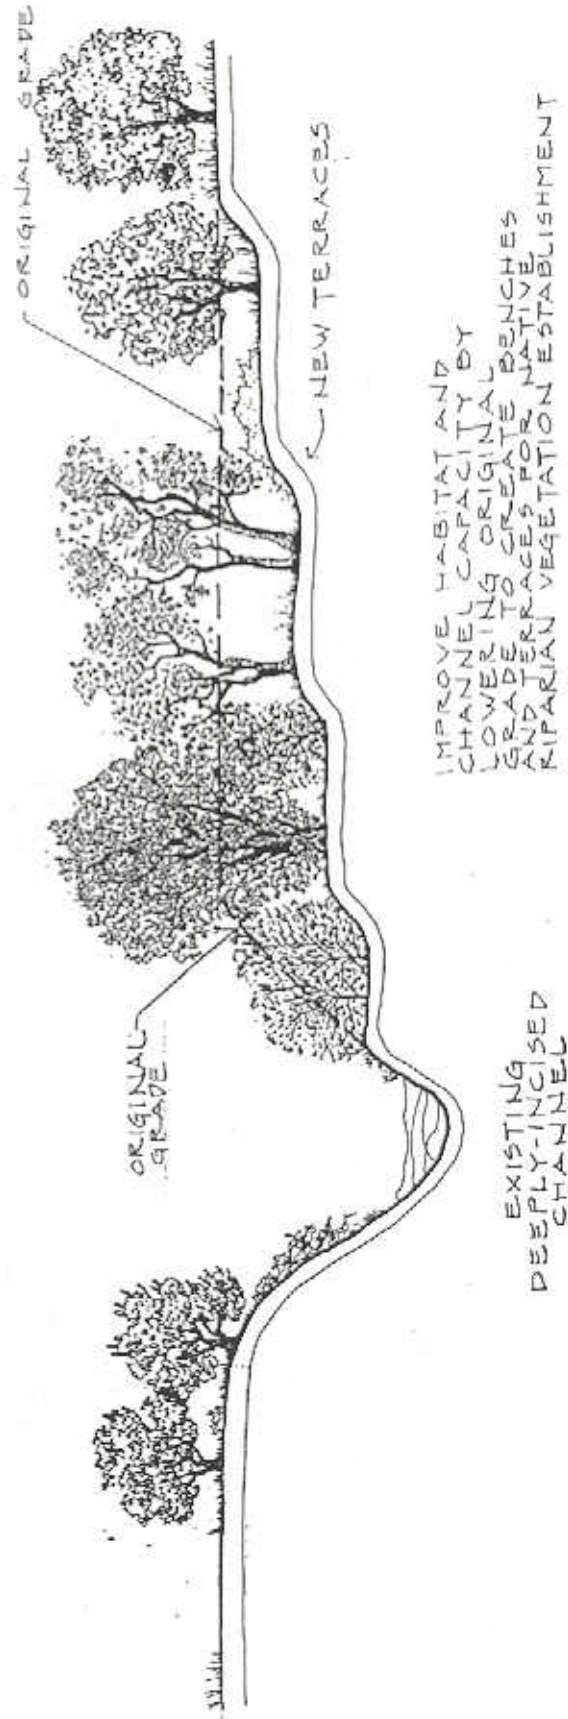 ORIGINAL GRADE
ORIGINAL
GRADE
NEW TERRACES
EXISTING
DEEPLY-INCISED
CHANNEL
IMPROVE HABITAT AND
CHANNEL CAPACITY BY
LOWERING ORIGINAL
GRADE TO CREATE BENCHES
AND TERRACES FOR NATIVE
RIPARIAN VEGETATION ESTABLISHMENT